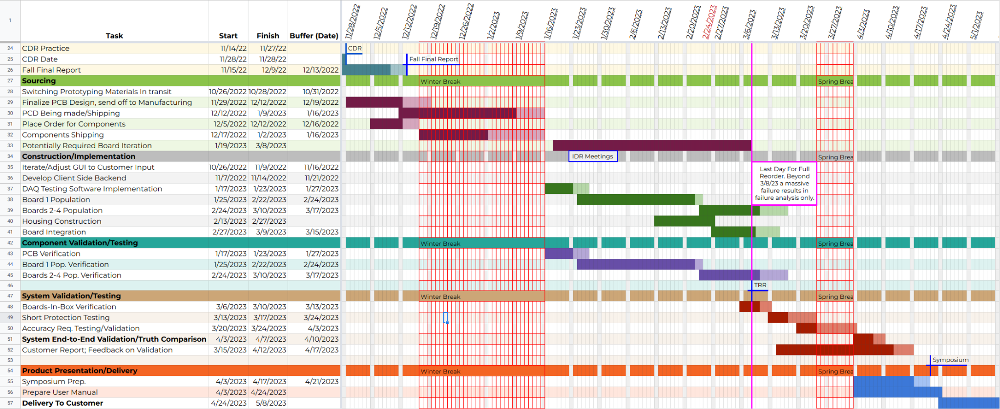 1
Task Start Finish Buffer (Date) 11/28/2022 12/5/2022 12/12/2022 12/19/2022 12/26/2022 1/2/2023 1/9/2023 1/16/2023 1/23/2023 1/30/2023 2/6/2023 2/13/2023 2/20/2023 2/24/2023 2/27/2023 3/6/2023 3/13/2023 3/20/2023 3/27/2023 4/3/2023 4/10/2023 4/17/2023 4/24/2023 5/1/2023
24 CDR Practice 11/14/22 11/27/22 CDR
25 CDR Date 11/28/22 11/28/22 Fall Final Report
26 Fall Final Report 11/15/22 12/9/22 12/13/2022
27 Sourcing Winter Break Spring Brea
28 Switching Prototyping Materials In transit 10/26/2022 10/28/2022 10/31/2022
29 Finalize PCB Design, send off to Manufacturing 11/29/2022 12/12/2022 12/19/2022
30 PCD Being made/Shipping 12/12/2022 1/9/2023 1/16/2023
31 Place Order for Components 12/5/2022 12/12/2022 12/16/2022
32 Components Shipping 12/17/2022 1/2/2023 1/16/2023
33 Potentially Required Board Iteration 1/19/2023 3/8/2023
34 Construction/Implementation IDR Meetings Spring Brea
35 Iterate/Adjust GUI to Customer Input 10/26/2022 11/9/2022 11/16/2022
36 Develop Client Side Backend 11/7/2022 11/14/2022 11/21/2022
37 DAQ Testing Software Implementation 1/17/2023 1/23/2023 1/27/2023
38 Board 1 Population 1/25/2023 2/22/2023 2/24/2023
Last Day For Full
Reorder. Beyond
3/8/23 a massive
failure results in
failure analysis only.
39 Boards 2-4 Population 2/24/2023 3/10/2023 3/17/2023
40 Housing Construction 2/13/2023 2/27/2023
41 Board Integration 2/27/2023 3/9/2023 3/15/2023
42 Component Validation/Testing Winter Break Spring Brea
43 PCB Verification 1/17/2023 1/23/2023 1/27/2023
44 Board 1 Pop. Verification 1/25/2023 2/22/2023 2/24/2023
45 Boards 2-4 Pop. Verification 2/24/2023 3/10/2023 3/17/2023
46 TRR
47 System Validation/Testing Winter Break Spring Brea
48 Boards-In-Box Verification 3/6/2023 3/10/2023 3/13/2023
49 Short Protection Testing 3/13/2023 3/17/2023 3/24/2023
50 Accuracy Req. Testing/Validation 3/20/2023 3/24/2023 4/3/2023
51 System End-to-End Validation/Truth Comparison 4/3/2023 4/7/2023 4/10/2023
52 Customer Report; Feedback on Validation 3/15/2023 4/12/2023 4/17/2023
53 Symposium
54 Product Presentation/Delivery Winter Break Spring Brea
55 Symposium Prep. 4/3/2023 4/17/2023 4/21/2023
56 Prepare User Manual 4/3/2023 4/24/2023
57 Delivery To Customer 4/24/2023 5/8/2023